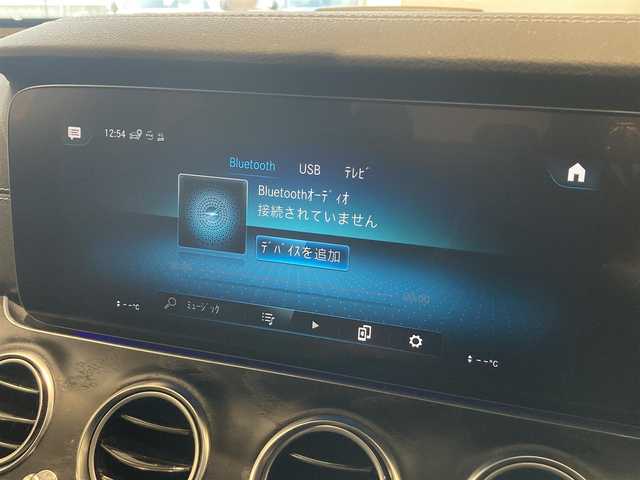 12:54
Bluetooth USB テレビ
Bluetoothオーディオ
接続されていません
デバイスを追加
00:00
--°C ミュージック
--°C